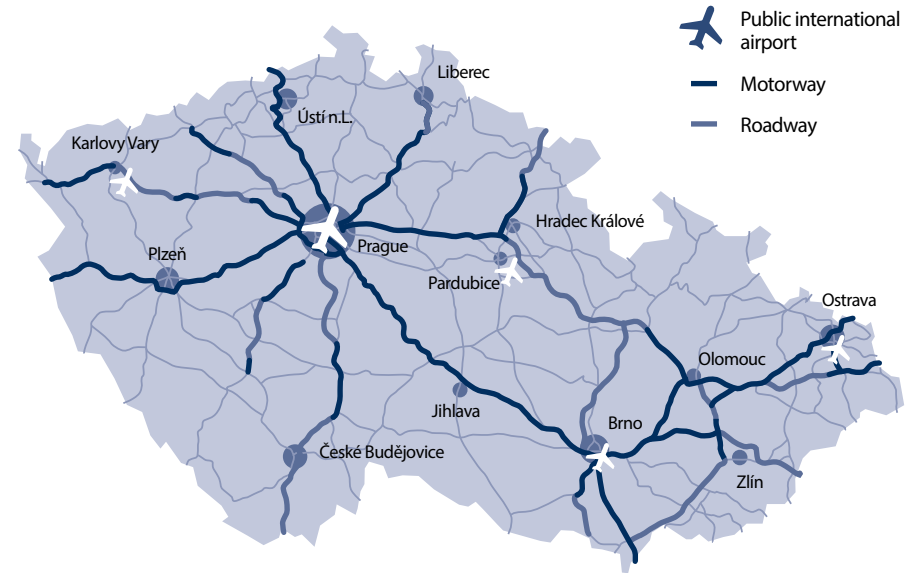 Public international
airport
Motorway
Roadway
Liberec
Ústí n.L.
Karlovy Vary
Hradec Králové
Prague
Plzeň
Pardubice
Ostrava
Olomouc
Jihlava
Brno
České Budějovice
Zlín